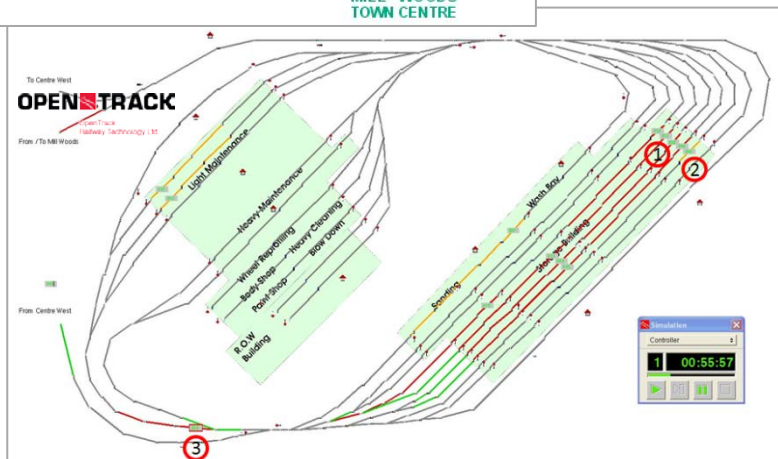 MILL WOODS
TOWN CENTRE
To Centre West
OPENTRACK
OpenTrack
Railway Technology Ltd
From /To Mill Woods
Light Maintenance
Heavy Maintenance
Wheel Reprofiling
Heavy Cleaning
Body-Shop
Blow Down
Paint-Shop
R.O.W
Building
Wash Bay
Storage Building
Sanding
From Centre West
1
2
3
Simulation
Controller
1 00:55:57